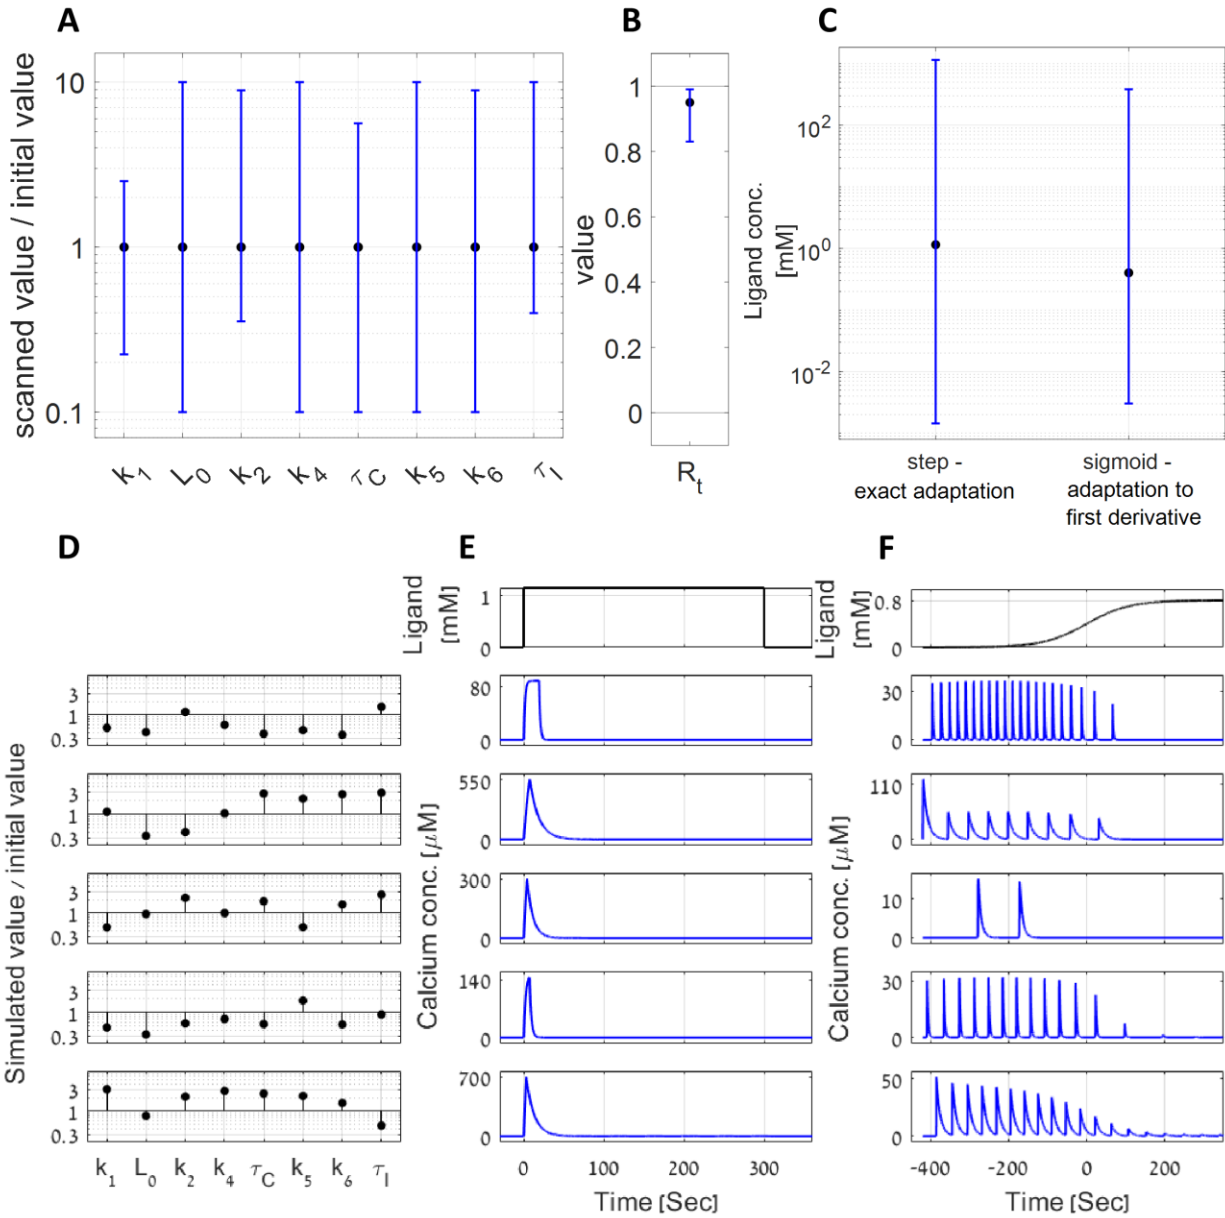 A
B
C
scanned value / initial value
10
1
0.1
k1
L0
k2
k4
τC
k5
k6
τI
value
1
0.8
0.6
0.4
0.2
0
Rt
Ligand conc.
[mM]
10^2
10^0
10^-2
step -
exact adaptation
sigmoid -
adaptation to
first derivative
D
E
F
Simulated value / initial value
3
1
0.3
3
1
0.3
3
1
0.3
3
1
0.3
3
1
0.3
k1
L0
k2
k4
τC
k5
k6
τI
Ligand
[mM]
1
0
Calcium conc. [μM]
80
0
550
0
300
0
140
0
700
0
0
100
200
300
Time [Sec]
Ligand
[mM]
0.8
0
Calcium conc. [μM]
30
0
110
0
10
0
30
0
50
0
-400
-200
0
200
Time [Sec]